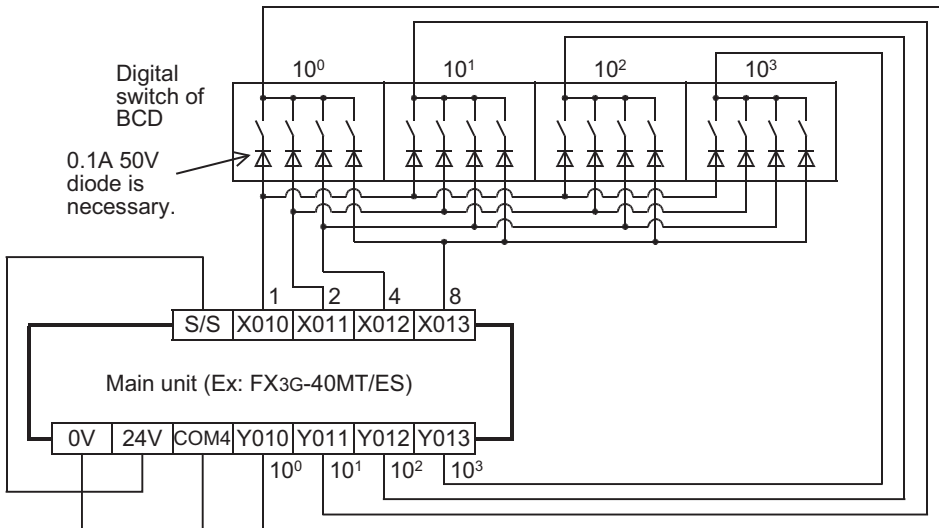 10⁰ 10¹ 10² 10³
Digital
switch of
BCD
0.1A 50V
diode is
necessary.
1 2 4 8
S/S X010 X011 X012 X013
Main unit (Ex: FX3G-40MT/ES)
0V 24V COM4 Y010 Y011 Y012 Y013
10⁰ 10¹ 10² 10³